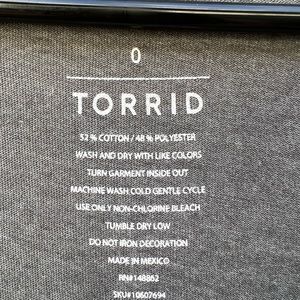 0
TORRID
52 % COTTON / 48 % POLYESTER
WASH AND DRY WITH LIKE COLORS
TURN GARMENT INSIDE OUT
MACHINE WASH COLD GENTLE CYCLE
USE ONLY NON-CHLORINE BLEACH
TUMBLE DRY LOW
DO NOT IRON DECORATION
MADE IN MEXICO
RN#148862
SKU#10607694